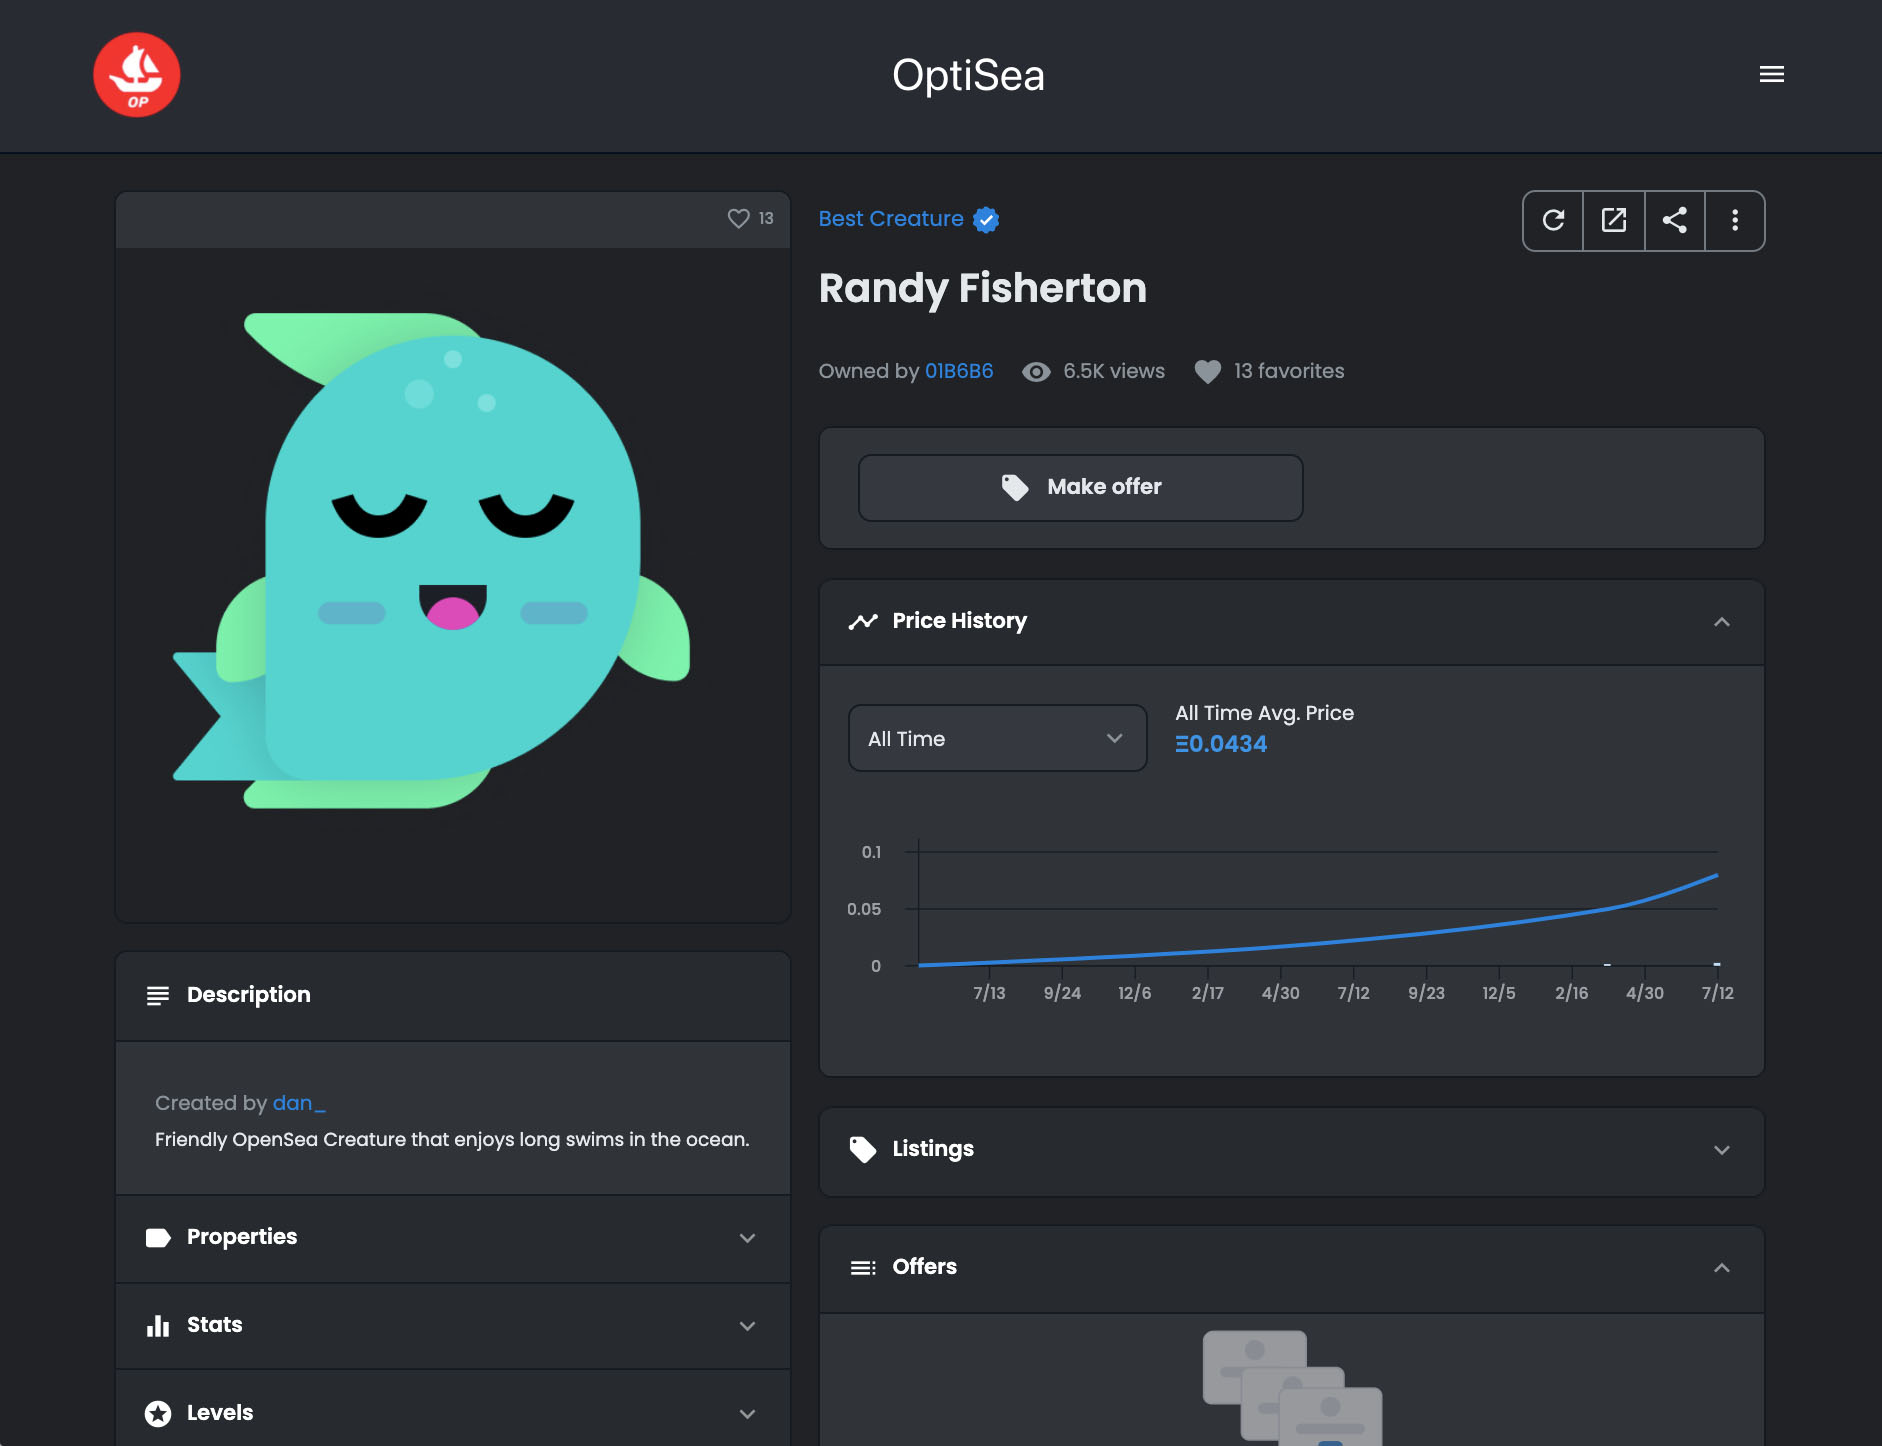 OP
OptiSea
13
Best Creature
Randy Fisherton
Owned by 01B6B6 6.5K views 13 favorites
Make offer
Price History
All Time
All Time Avg. Price
Ξ0.0434
0.1
0.05
0
7/13 9/24 12/6 2/17 4/30 7/12 9/23 12/5 2/16 4/30 7/12
Listings
Offers
Description
Created by dan_
Friendly OpenSea Creature that enjoys long swims in the ocean.
Properties
Stats
Levels